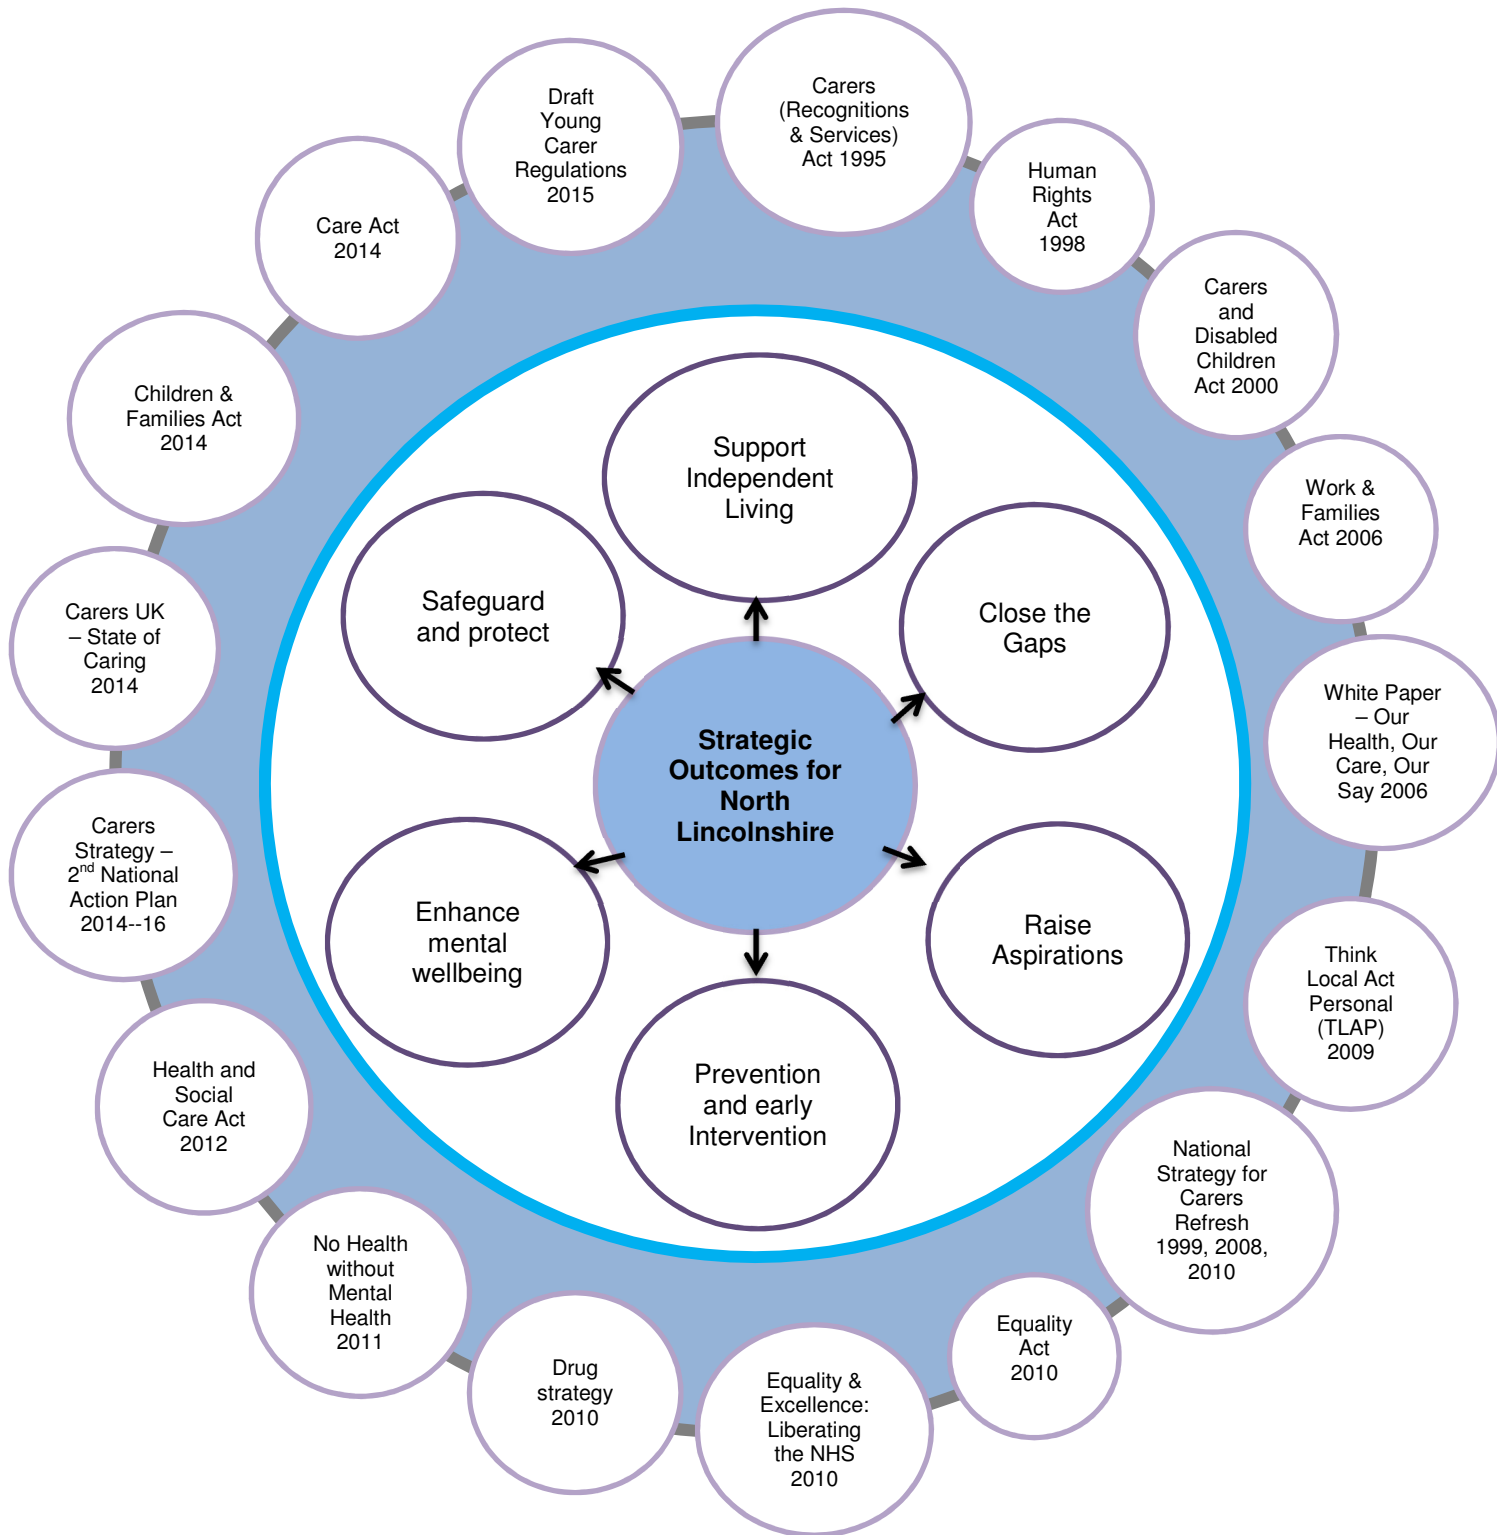 Carers
(Recognitions
& Services)
Act 1995
Human
Rights
Act
1998
Carers
and
Disabled
Children
Act 2000
Work &
Families
Act 2006
White Paper
– Our
Health, Our
Care, Our
Say 2006
Think
Local Act
Personal
(TLAP)
2009
National
Strategy for
Carers
Refresh
1999, 2008,
2010
Equality
Act
2010
Equality &
Excellence:
Liberating
the NHS
2010
Drug
strategy
2010
No Health
without
Mental
Health
2011
Health and
Social
Care Act
2012
Carers
Strategy –
2nd National
Action Plan
2014--16
Carers UK
– State of
Caring
2014
Children &
Families Act
2014
Care Act
2014
Draft
Young
Carer
Regulations
2015
Support
Independent
Living
Close the
Gaps
Raise
Aspirations
Prevention
and early
Intervention
Enhance
mental
wellbeing
Safeguard
and protect
Strategic
Outcomes for
North
Lincolnshire